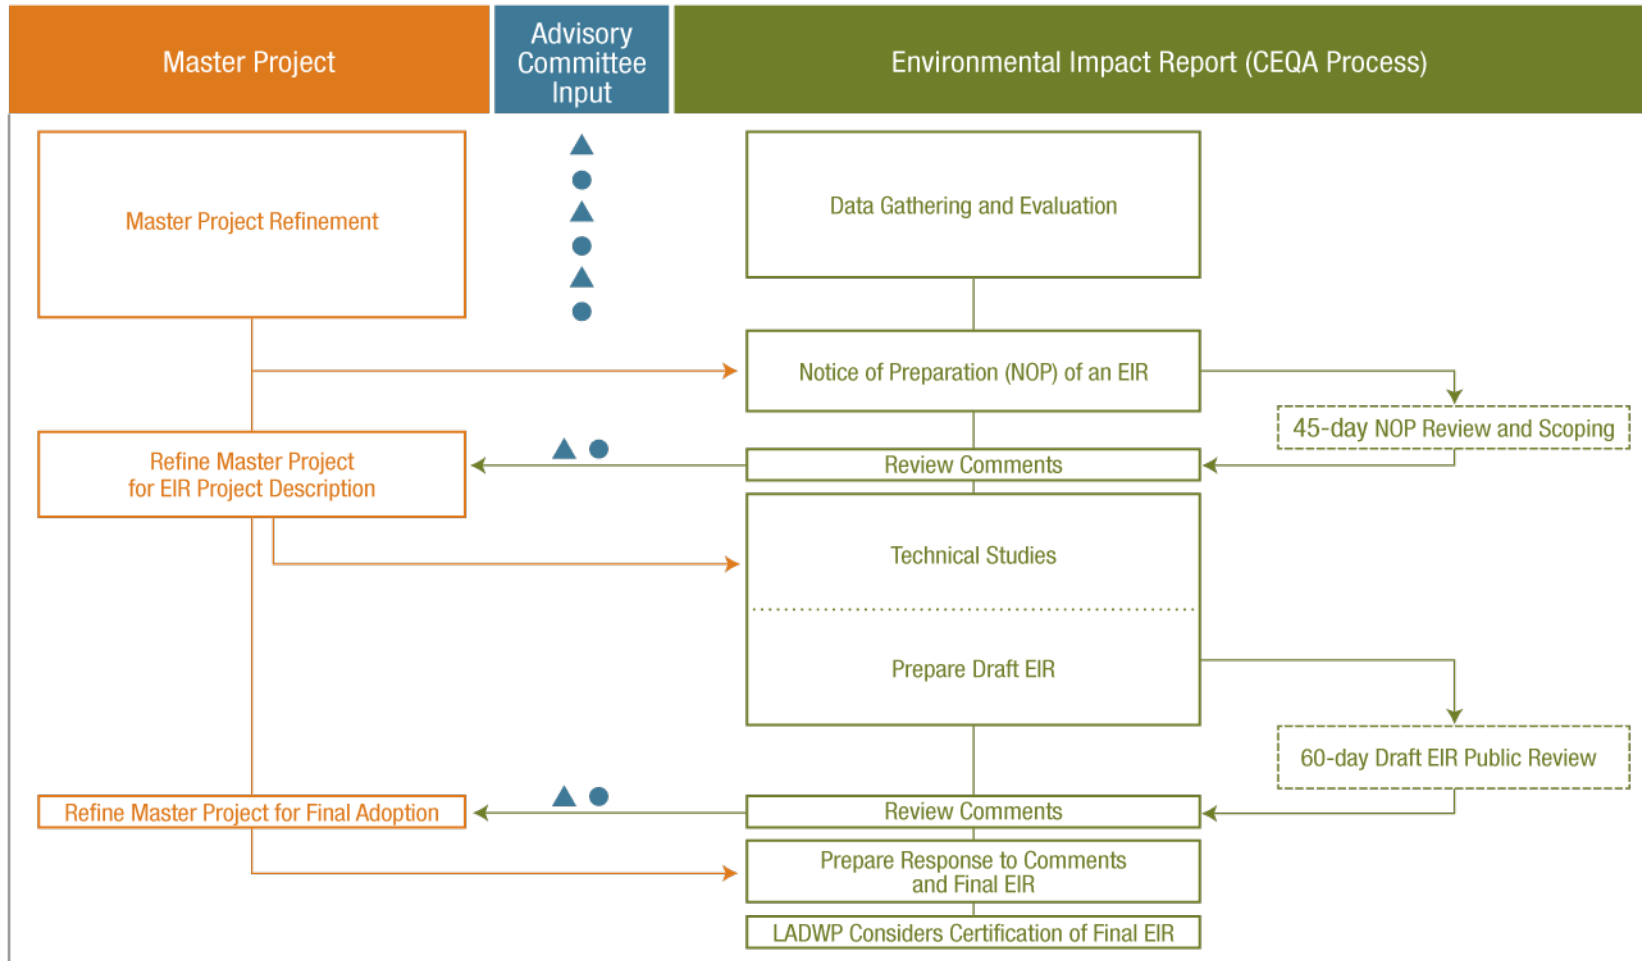 Master Project
Advisory
Committee
Input
Environmental Impact Report (CEQA Process)
Master Project Refinement
Data Gathering and Evaluation
Notice of Preparation (NOP) of an EIR
45-day NOP Review and Scoping
Refine Master Project
for EIR Project Description
Review Comments
Technical Studies
Prepare Draft EIR
60-day Draft EIR Public Review
Refine Master Project for Final Adoption
Review Comments
Prepare Response to Comments
and Final EIR
LADWP Considers Certification of Final EIR